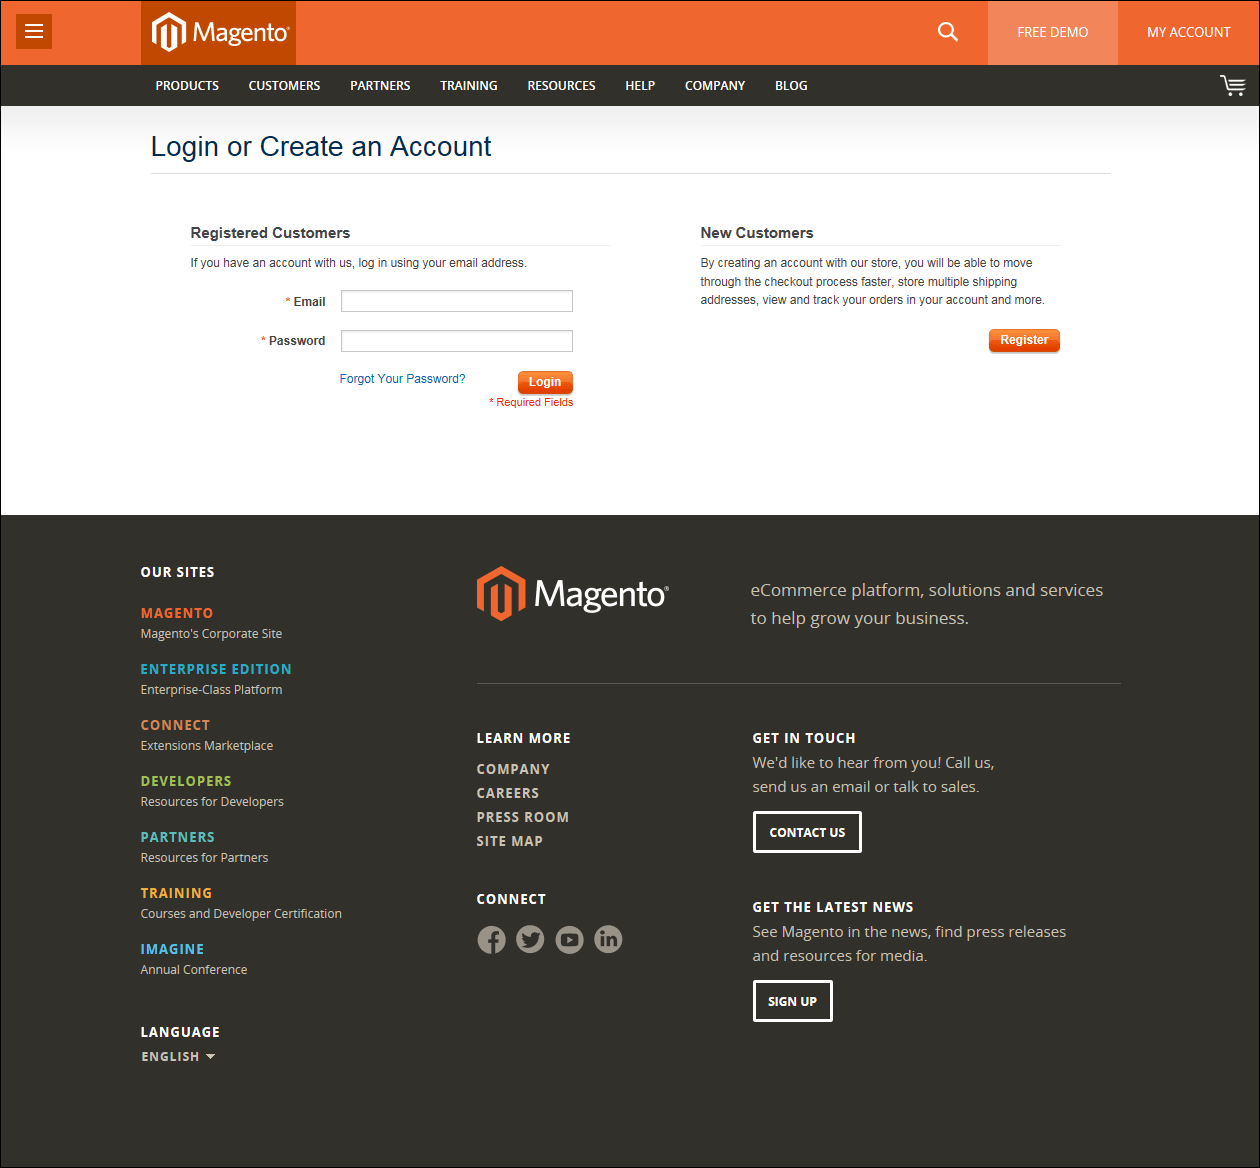 Magento®
FREE DEMO
MY ACCOUNT
PRODUCTS CUSTOMERS PARTNERS TRAINING RESOURCES HELP COMPANY BLOG
Login or Create an Account
Registered Customers
If you have an account with us, log in using your email address.
* Email
* Password
Forgot Your Password?
Login
* Required Fields
New Customers
By creating an account with our store, you will be able to move
through the checkout process faster, store multiple shipping
addresses, view and track your orders in your account and more.
Register
OUR SITES
MAGENTO
Magento's Corporate Site
ENTERPRISE EDITION
Enterprise-Class Platform
CONNECT
Extensions Marketplace
DEVELOPERS
Resources for Developers
PARTNERS
Resources for Partners
TRAINING
Courses and Developer Certification
IMAGINE
Annual Conference
LANGUAGE
ENGLISH
Magento®
eCommerce platform, solutions and services
to help grow your business.
LEARN MORE
COMPANY
CAREERS
PRESS ROOM
SITE MAP
CONNECT
GET IN TOUCH
We'd like to hear from you! Call us,
send us an email or talk to sales.
CONTACT US
GET THE LATEST NEWS
See Magento in the news, find press releases
and resources for media.
SIGN UP